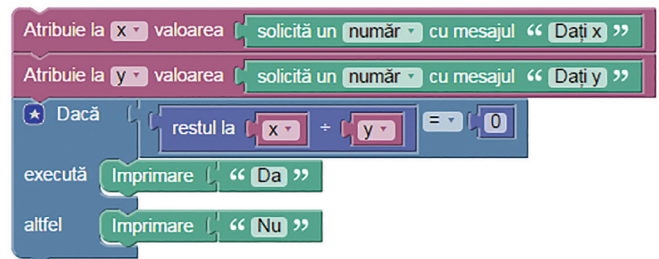 Atribuie la x valoarea solicită un număr cu mesajul “ Dați x ”
Atribuie la y valoarea solicită un număr cu mesajul “ Dați y ”
Dacă restul la x ÷ y = 0
execută Imprimare “ Da ”
altfel Imprimare “ Nu ”